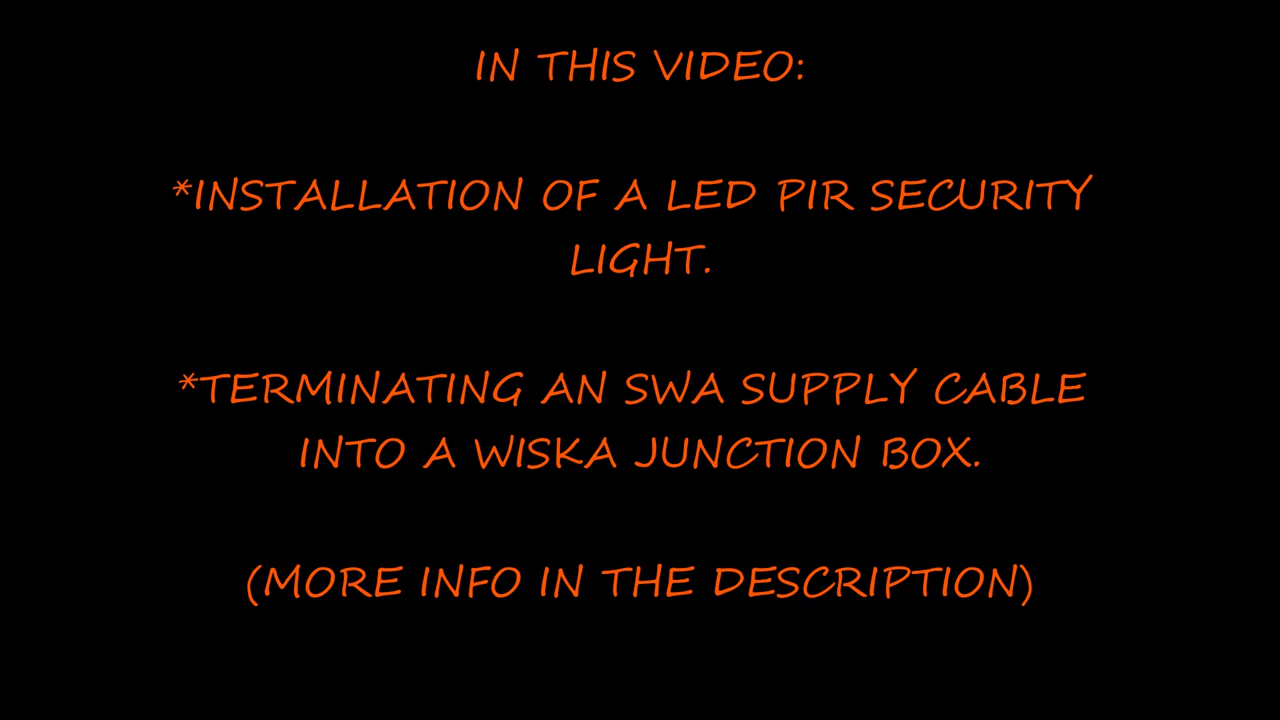 IN THIS VIDEO:
*INSTALLATION OF A LED PIR SECURITY
LIGHT.
*TERMINATING AN SWA SUPPLY CABLE
INTO A WISKA JUNCTION BOX.
(MORE INFO IN THE DESCRIPTION)